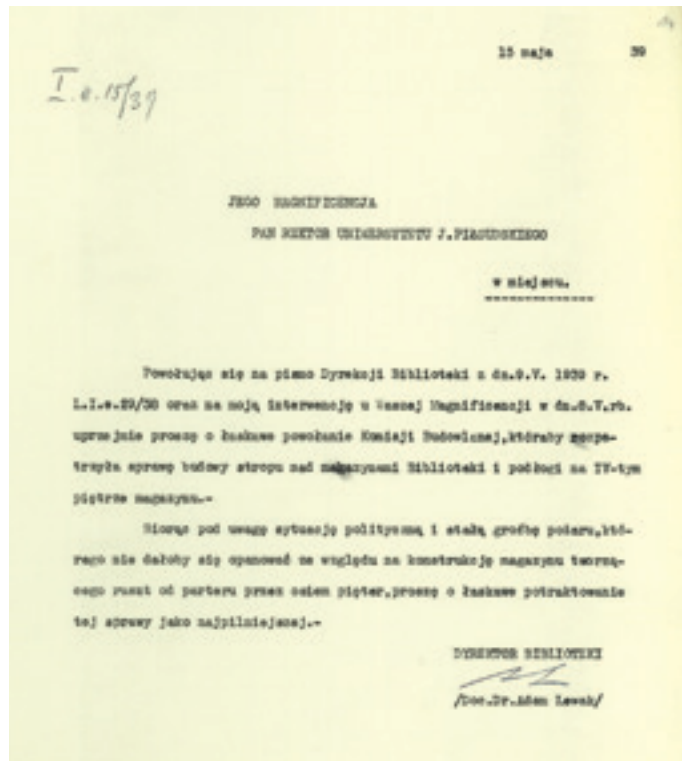 15 maja 39
I.e.15/39
JEGO MAGNIFICENCJA
PAN REKTOR UNIWERSYTETU J.PIŁSUDSKIEGO
w miejscu.
Powołując się na pismo Dyrekcji Biblioteki z dn.9.V. 1939 r.
L.I.e.29/38 oraz na moją interwencję u Waszej Magnificencji w dn.8.V.rb.
uprzejmie proszę o łaskawe powołanie Komisji Budowlanej,któraby rozpa-
trzyła sprawę budowy stropu nad magazynami Biblioteki i podłogi na IV-tym
piętrze magazynu.-
Biorąc pod uwagę sytuację polityczną i stałą groźbę pożaru,któ-
rego nie dałoby się opanować ze względu na konstrukcję magazynu tworzą-
cego ruszt od parteru przez osiem pięter,proszę o łaskawe potraktowanie
tej sprawy jako najpilniejszej.-
DYREKTOR BIBLIOTEKI
/Doc.Dr.Adam Lewak/